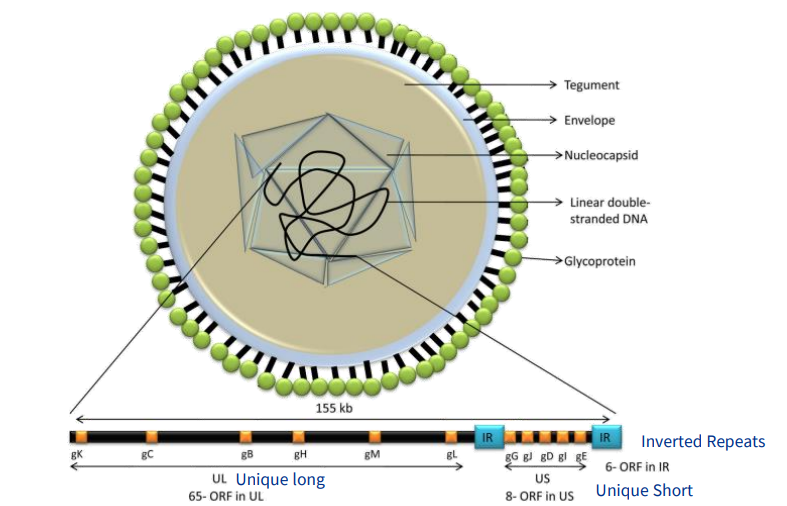 Tegument
Envelope
Nucleocapsid
Linear double-
stranded DNA
Glycoprotein
155 kb
IR
IR
Inverted Repeats
gK
gC
gB
gH
gM
gL
gG
gJ
gD
gI
gE
6- ORF in IR
UL
Unique long
US
65- ORF in UL
8- ORF in US
Unique Short